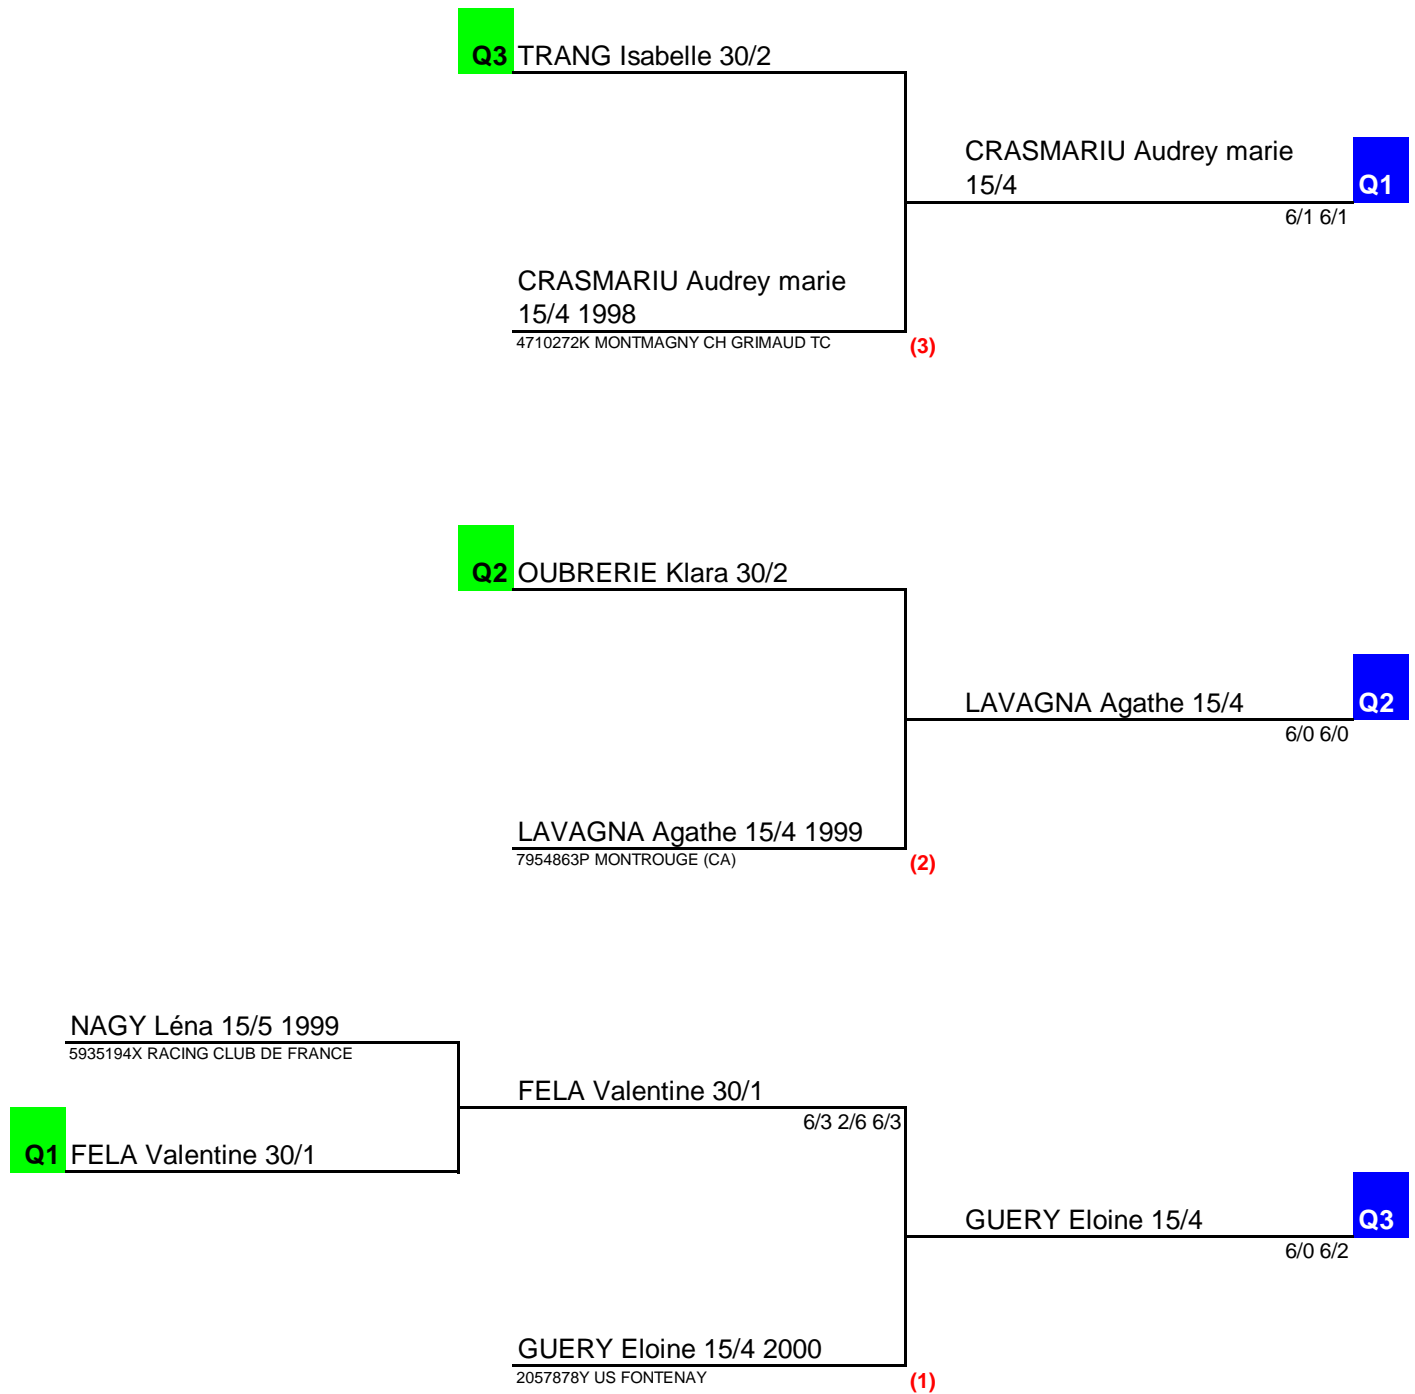 Q3 TRANG Isabelle 30/2
CRASMARIU Audrey marie
15/4
Q1
6/1 6/1
CRASMARIU Audrey marie
15/4 1998
4710272K MONTMAGNY CH GRIMAUD TC
(3)
Q2 OUBRERIE Klara 30/2
LAVAGNA Agathe 15/4
Q2
6/0 6/0
LAVAGNA Agathe 15/4 1999
7954863P MONTROUGE (CA)
(2)
NAGY Léna 15/5 1999
5935194X RACING CLUB DE FRANCE
FELA Valentine 30/1
6/3 2/6 6/3
Q1 FELA Valentine 30/1
GUERY Eloine 15/4
Q3
6/0 6/2
GUERY Eloine 15/4 2000
2057878Y US FONTENAY
(1)